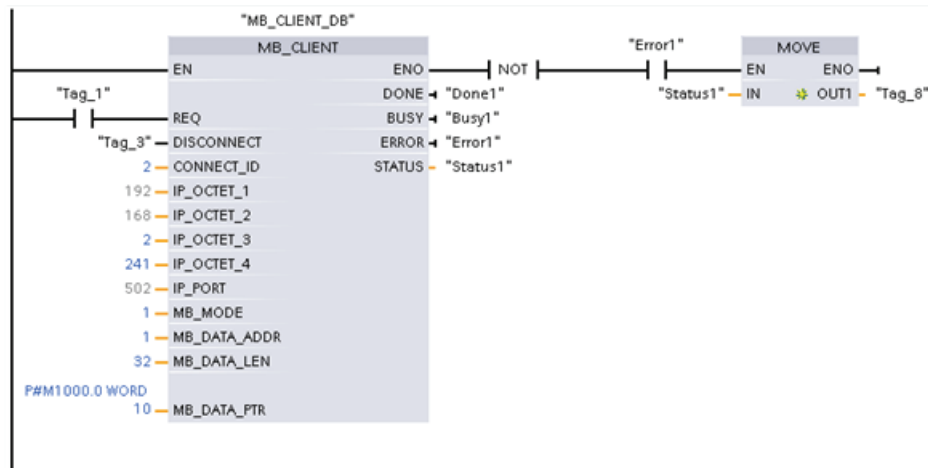 "MB_CLIENT_DB"
MB_CLIENT
EN ENO NOT "Error1" MOVE EN ENO
DONE "Done1" "Status1" IN OUT1 "Tag_8"
"Tag_1" REQ BUSY "Busy1"
"Tag_3" DISCONNECT ERROR "Error1"
2 CONNECT_ID STATUS "Status1"
192 IP_OCTET_1
168 IP_OCTET_2
2 IP_OCTET_3
241 IP_OCTET_4
502 IP_PORT
1 MB_MODE
1 MB_DATA_ADDR
32 MB_DATA_LEN
P#M1000.0 WORD
10 MB_DATA_PTR